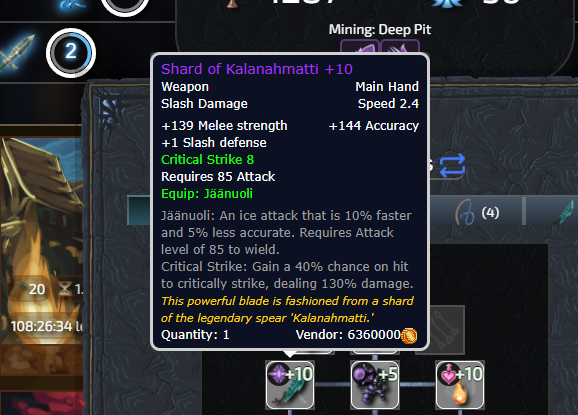 2
Mining: Deep Pit
Shard of Kalanahmatti +10
Weapon Main Hand
Slash Damage Speed 2.4
+139 Melee strength +144 Accuracy
+1 Slash defense
Critical Strike 8
Requires 85 Attack
Equip: Jäänuoli
(4)
Jäänuoli: An ice attack that is 10% faster
and 5% less accurate. Requires Attack
level of 85 to wield.
Critical Strike: Gain a 40% chance on hit
to critically strike, dealing 130% damage.
This powerful blade is fashioned from a shard
of the legendary spear 'Kalanahmatti.'
Quantity: 1 Vendor: 6360000
20 1.
108:26:34
+10 +5 +10